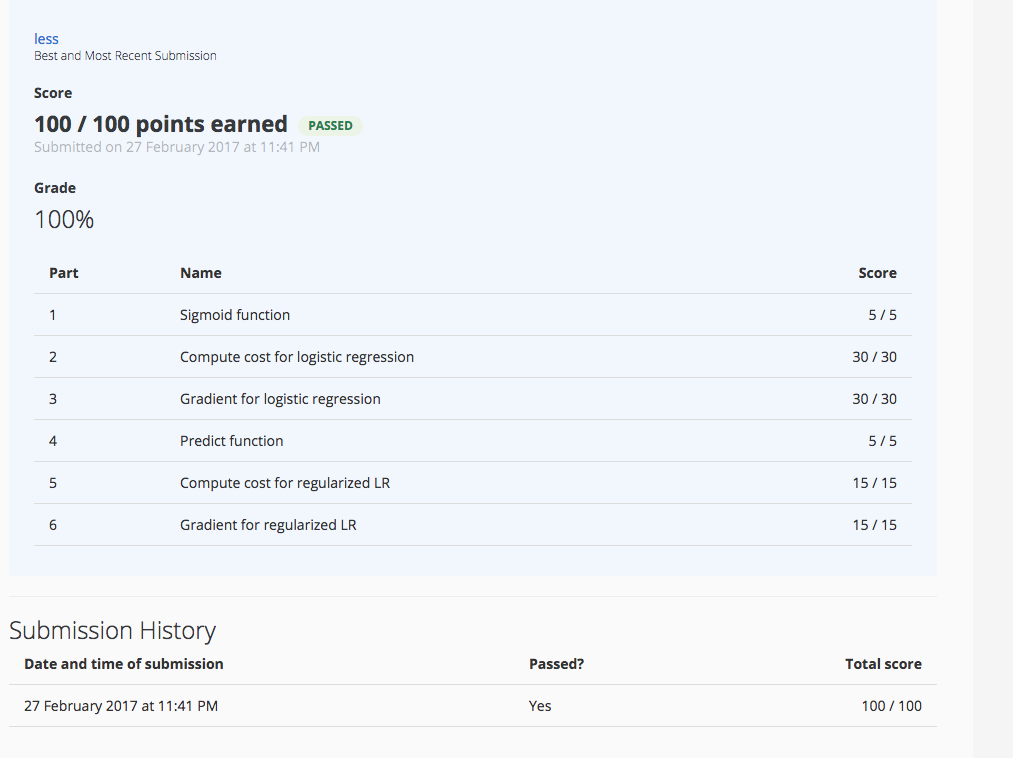 less
Best and Most Recent Submission
Score
100 / 100 points earned PASSED
Submitted on 27 February 2017 at 11:41 PM
Grade
100%
Part Name Score
1 Sigmoid function 5 / 5
2 Compute cost for logistic regression 30 / 30
3 Gradient for logistic regression 30 / 30
4 Predict function 5 / 5
5 Compute cost for regularized LR 15 / 15
6 Gradient for regularized LR 15 / 15
Submission History
Date and time of submission Passed? Total score
27 February 2017 at 11:41 PM Yes 100 / 100